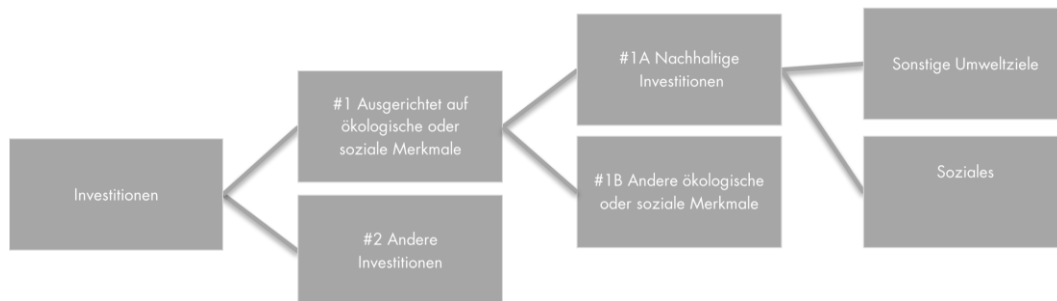 Investitionen
#1 Ausgerichtet auf
ökologische oder
soziale Merkmale
#2 Andere
Investitionen
#1A Nachhaltige
Investitionen
#1B Andere ökologische
oder soziale Merkmale
Sonstige Umweltziele
Soziales